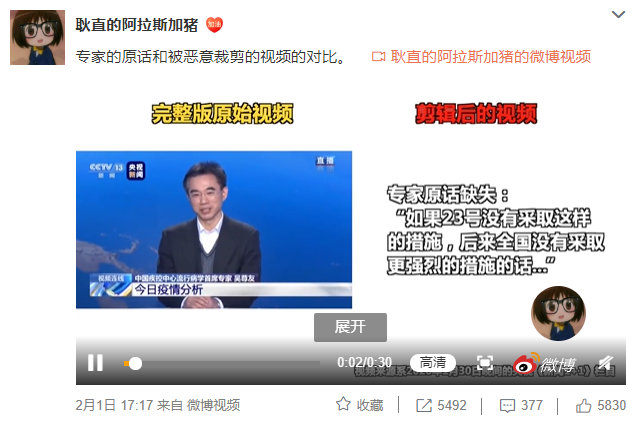 耿直的阿拉斯加猪 加油
专家的原话和被恶意裁剪的视频的对比。 耿直的阿拉斯加猪的微博视频
完整版原始视频 剪辑后的视频
CCTV 13 新闻 央视新闻 直播
专家原话缺失：
“如果23号没有采取这样
的措施，后来全国没有采取
更强烈的措施的话...”
视频连线 中国疾控中心流行病学首席专家 吴尊友
今日疫情分析
展开
0:02/0:30 高清 微博
2月1日 17:17 来自 微博视频 收藏 5492 377 5830